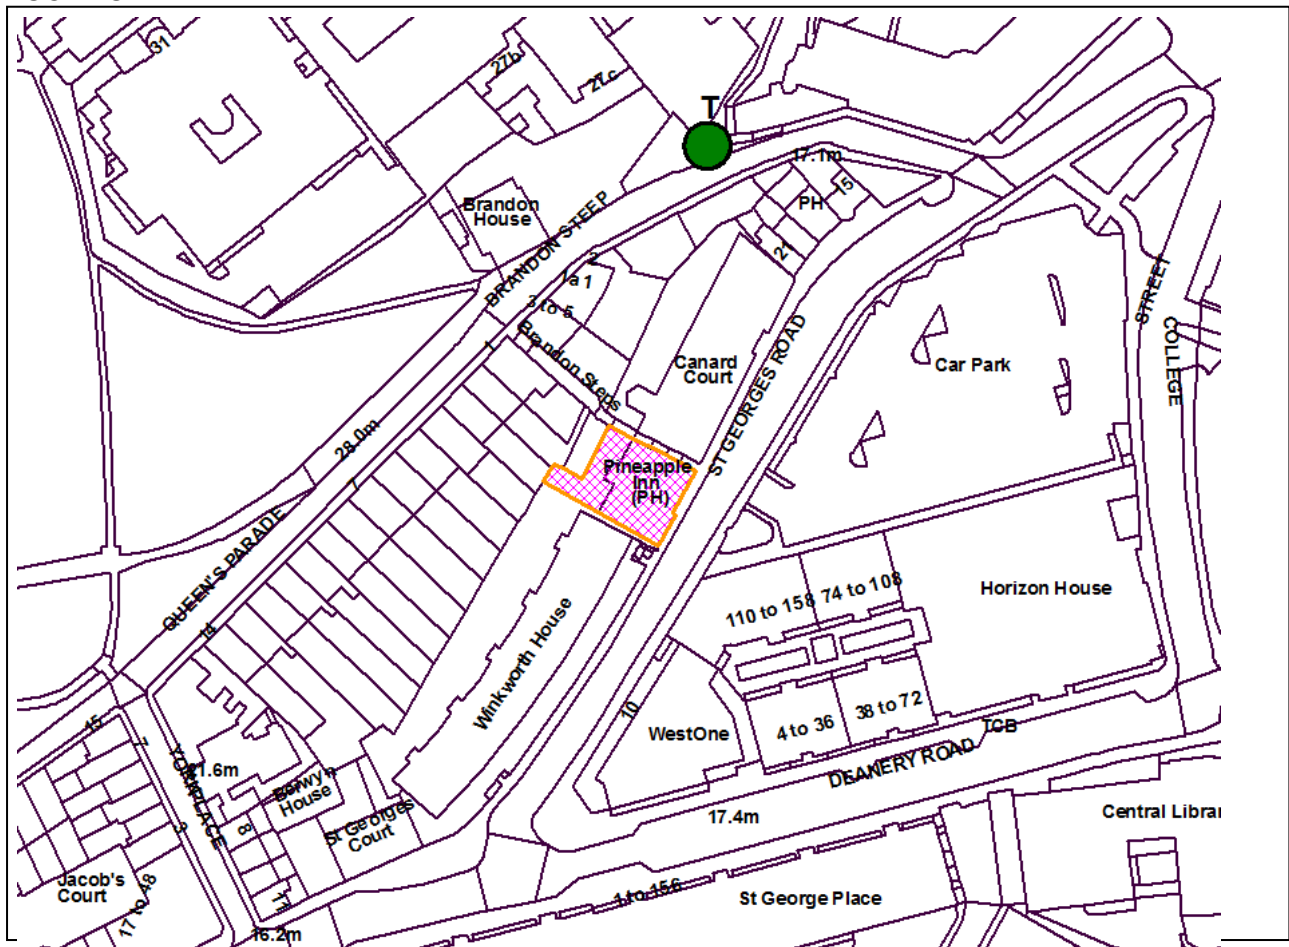 31
27b
27c
T
17.1m
15
PH
21
Brandon
House
BRANDON STEEP
2
1a 1
3 to 5
1
Brandon Steps
Canard
Court
ST GEORGES ROAD
Car Park
STREET
COLLEGE
28.0m
7
Pineapple
Inn
(PH)
QUEEN'S PARADE
14
110 to 158
74 to 108
Horizon House
Winkworth House
10
WestOne
4 to 36
38 to 72
TCB
DEANERY ROAD
15
7
YORK PLACE
3
8
11
Berwyn
House
St Georges
Court
17.4m
Central Librar
Jacob's
Court
17 to 48
16.2m
1 to 156
St George Place